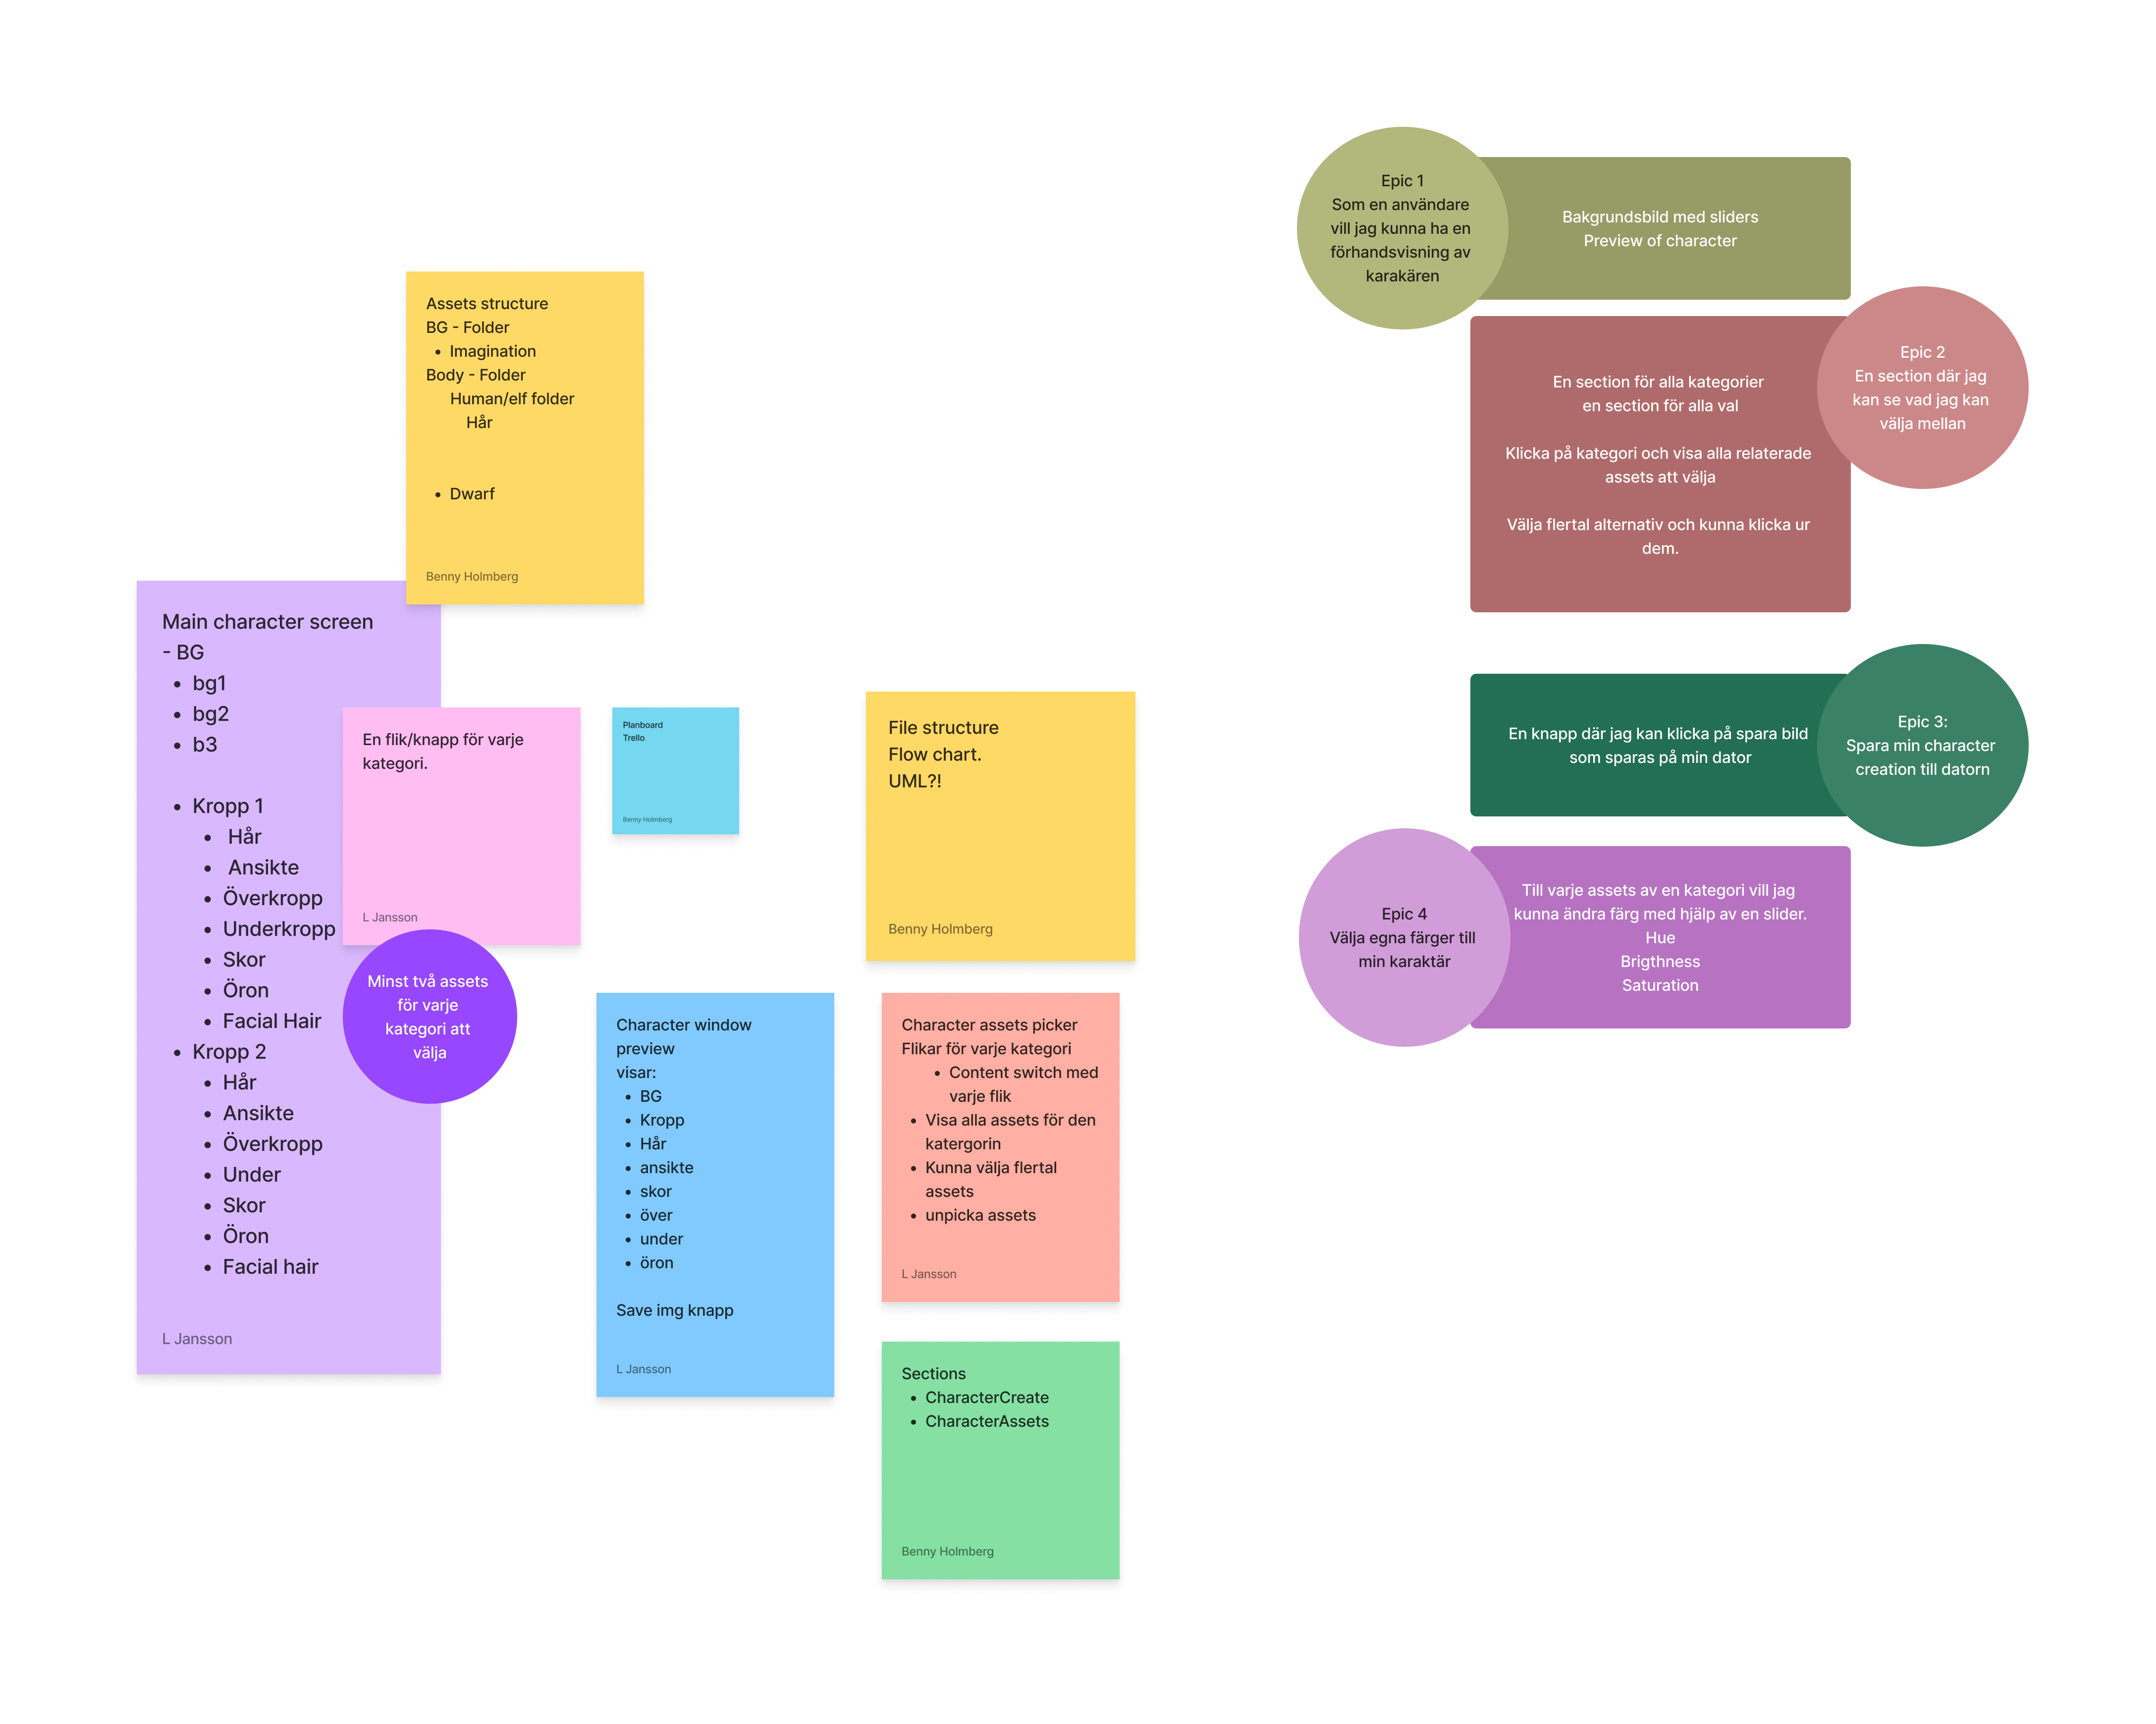 Assets structure
BG - Folder
• Imagination
Body - Folder
Human/elf folder
Hår
• Dwarf
Benny Holmberg
Main character screen
- BG
• bg1
• bg2
• b3
• Kropp 1
• Hår
• Ansikte
• Överkropp
• Underkropp
• Skor
• Öron
• Facial Hair
• Kropp 2
• Hår
• Ansikte
• Överkropp
• Under
• Skor
• Öron
• Facial hair
L Jansson
En flik/knapp för varje
kategori.
L Jansson
Minst två assets
för varje
kategori att
välja
Planboard
Trello
Benny Holmberg
File structure
Flow chart.
UML?!
Benny Holmberg
Character window
preview
visar:
• BG
• Kropp
• Hår
• ansikte
• skor
• över
• under
• öron
Save img knapp
L Jansson
Character assets picker
Flikar för varje kategori
• Content switch med
varje flik
• Visa alla assets för den
katergorin
• Kunna välja flertal
assets
• unpicka assets
L Jansson
Sections
• CharacterCreate
• CharacterAssets
Benny Holmberg
Epic 1
Som en användare
vill jag kunna ha en
förhandsvisning av
karakären
Bakgrundsbild med sliders
Preview of character
Epic 2
En section där jag
kan se vad jag kan
välja mellan
En section för alla kategorier
en section för alla val
Klicka på kategori och visa alla relaterade
assets att välja
Välja flertal alternativ och kunna klicka ur
dem.
Epic 3:
Spara min character
creation till datorn
En knapp där jag kan klicka på spara bild
som sparas på min dator
Epic 4
Välja egna färger till
min karaktär
Till varje assets av en kategori vill jag
kunna ändra färg med hjälp av en slider.
Hue
Brigthness
Saturation